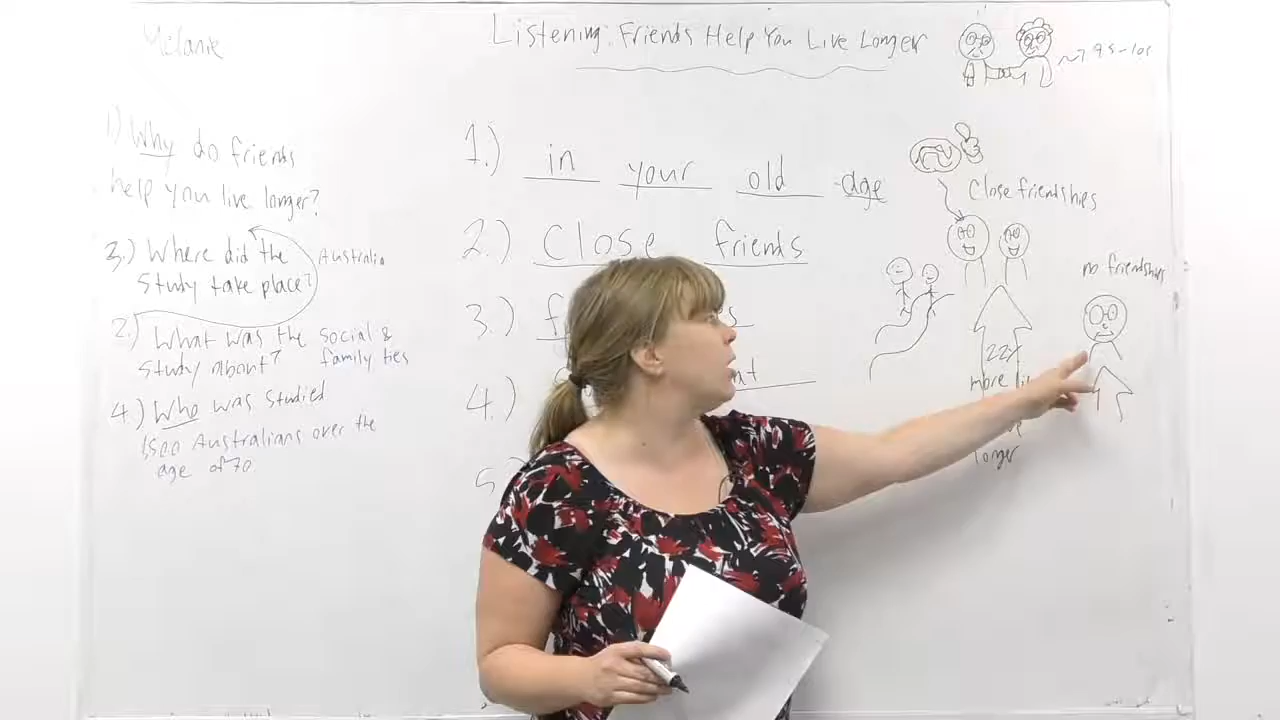 Melanie
Listening: Friends Help You Live Longer
1) Why do friends
help you live longer?
3.) Where did the
study take place?
Australia
2.) What was the
study about?
social &
family ties
4.) Who was studied
1,500 Australians over the
age of 70
1.) in your old age
2.) Close friends
3.)
4.)
5
Close friendships
no friendships
22%
more
longer